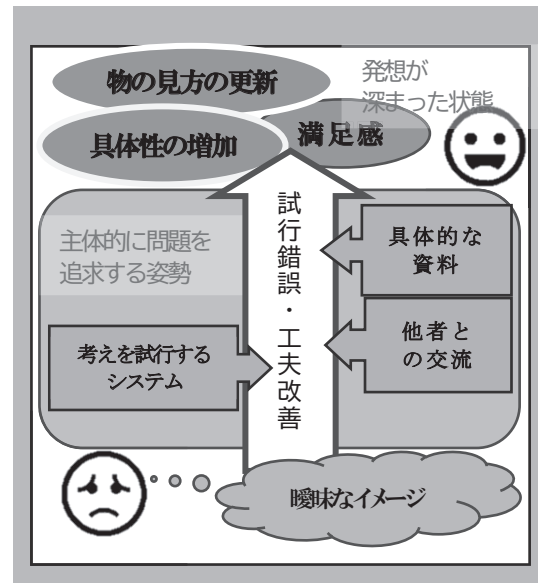 物の見方の更新
発想が
深まった状態
具体性の増加
満足感
試行錯誤・工夫改善
主体的に問題を
追求する姿勢
具体的な
資料
考えを試行する
システム
他者と
の交流
曖昧なイメージ